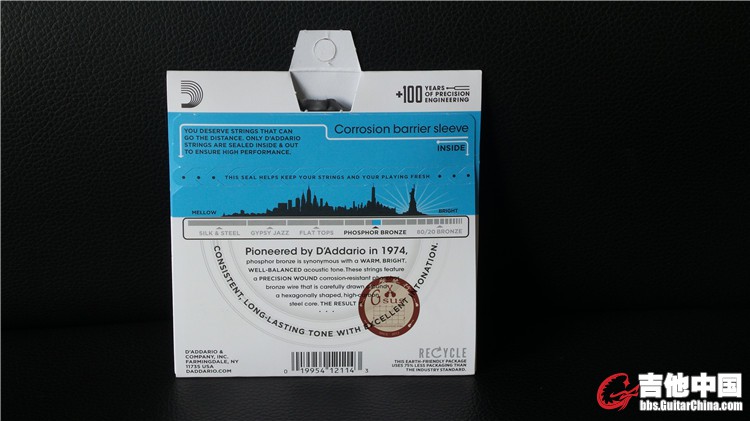 +100 YEARS
OF PRECISION
ENGINEERING
YOU DESERVE STRINGS THAT CAN
GO THE DISTANCE. ONLY D'ADDARIO
STRINGS ARE SEALED INSIDE & OUT
TO ENSURE HIGH PERFORMANCE.
Corrosion barrier sleeve
INSIDE
THIS SEAL HELPS KEEP YOUR STRINGS AND YOUR PLAYING FRESH
MELLOW
BRIGHT
SILK & STEEL
GYPSY JAZZ
FLAT TOPS
PHOSPHOR BRONZE
80/20 BRONZE
Pioneered by D'Addario in 1974,
phosphor bronze is synonymous with a WARM, BRIGHT,
WELL-BALANCED acoustic tone. These strings feature
a PRECISION WOUND corrosion-resistant
bronze wire that is carefully drawn
a hexagonally shaped, high-
steel core. THE RESULT
CONSISTENT, LONG-LASTING TONE WITH EXCELLENT INTONATION.
D'ADDARIO &
COMPANY, INC.
FARMINGDALE, NY
11735 USA
DADDARIO.COM
0 19954 12114 3
RECYCLE
THIS EARTH-FRIENDLY PACKAGE
USES 75% LESS PACKAGING THAN
THE INDUSTRY STANDARD.
吉他中国
bbs.GuitarChina.com